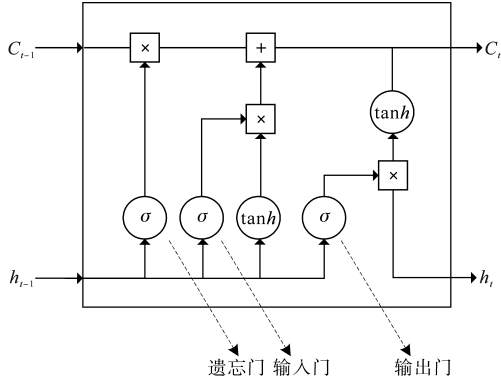 C_{t-1} × + C_t
tanh
×
×
σ σ tanh σ
h_{t-1} h_t
遗忘门 输入门 输出门